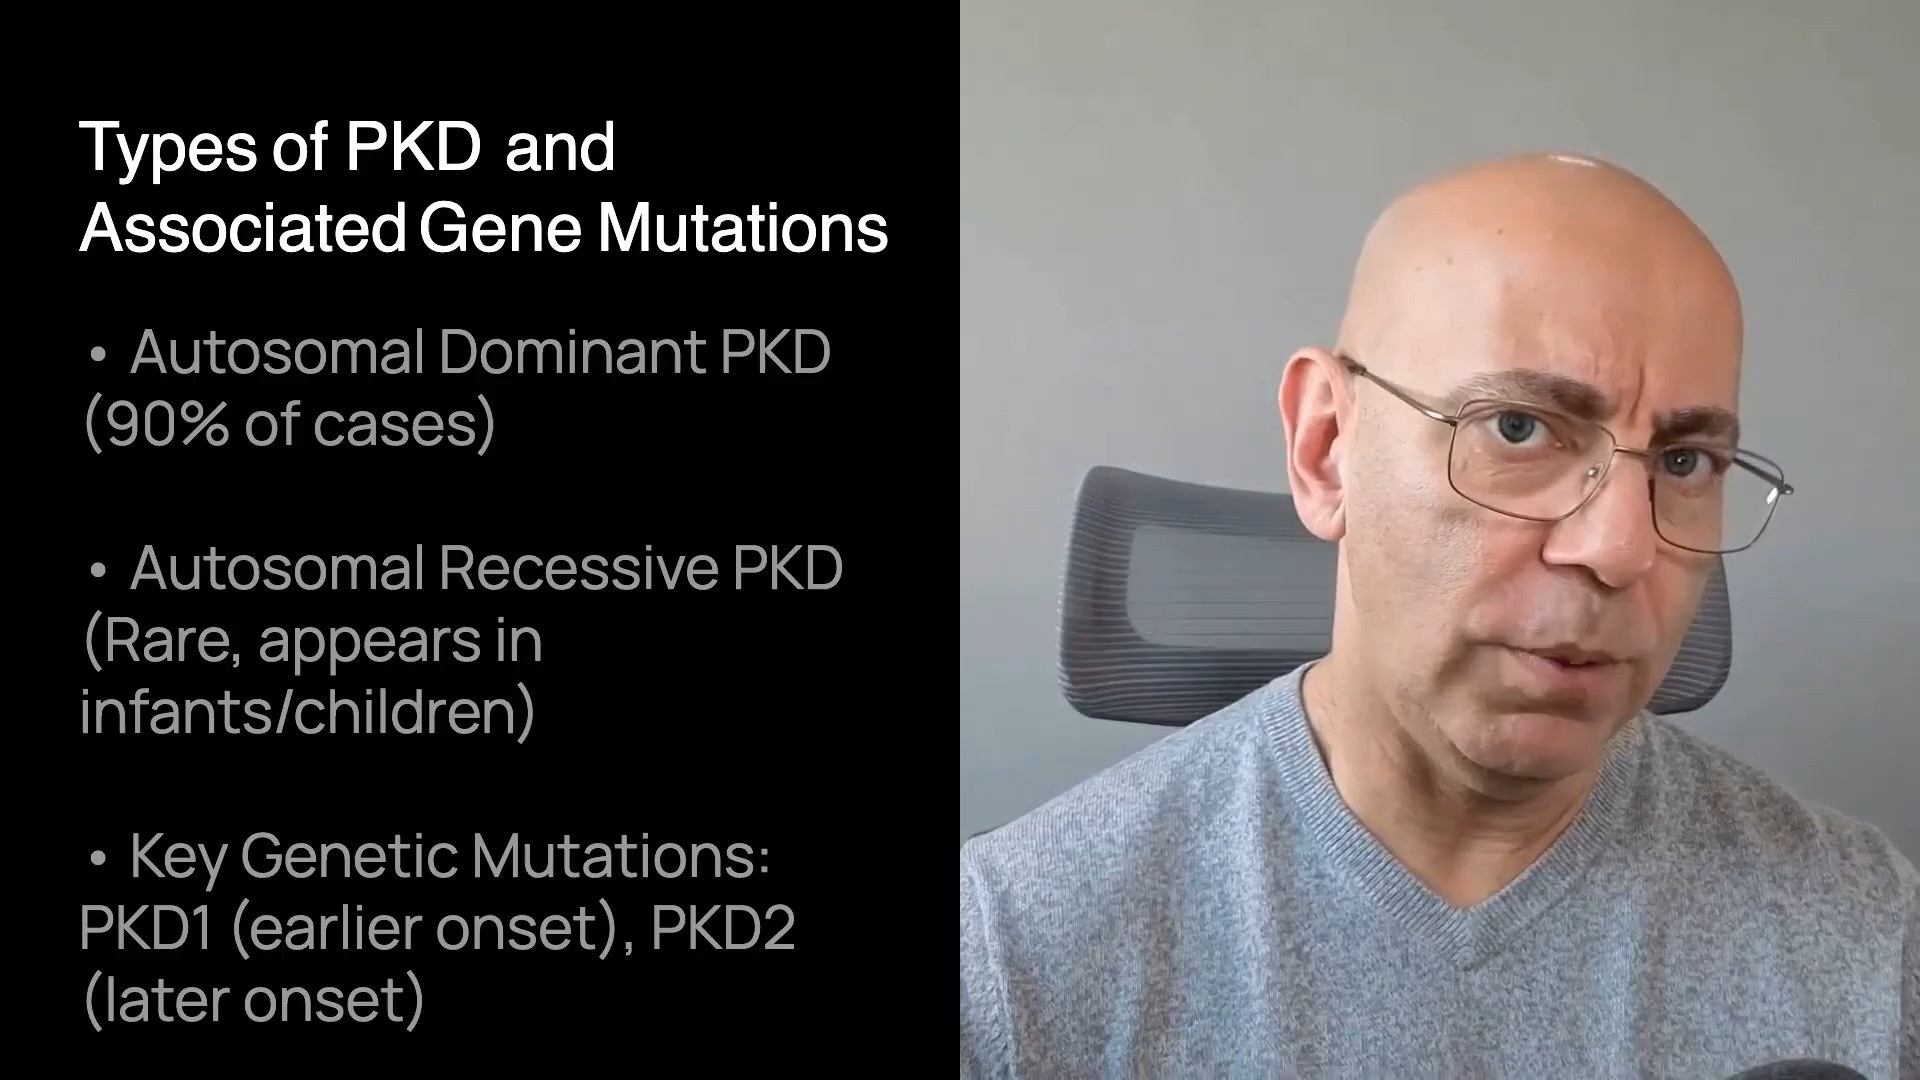 Types of PKD and
Associated Gene Mutations
• Autosomal Dominant PKD
(90% of cases)
• Autosomal Recessive PKD
(Rare, appears in
infants/children)
• Key Genetic Mutations:
PKD1 (earlier onset), PKD2
(later onset)